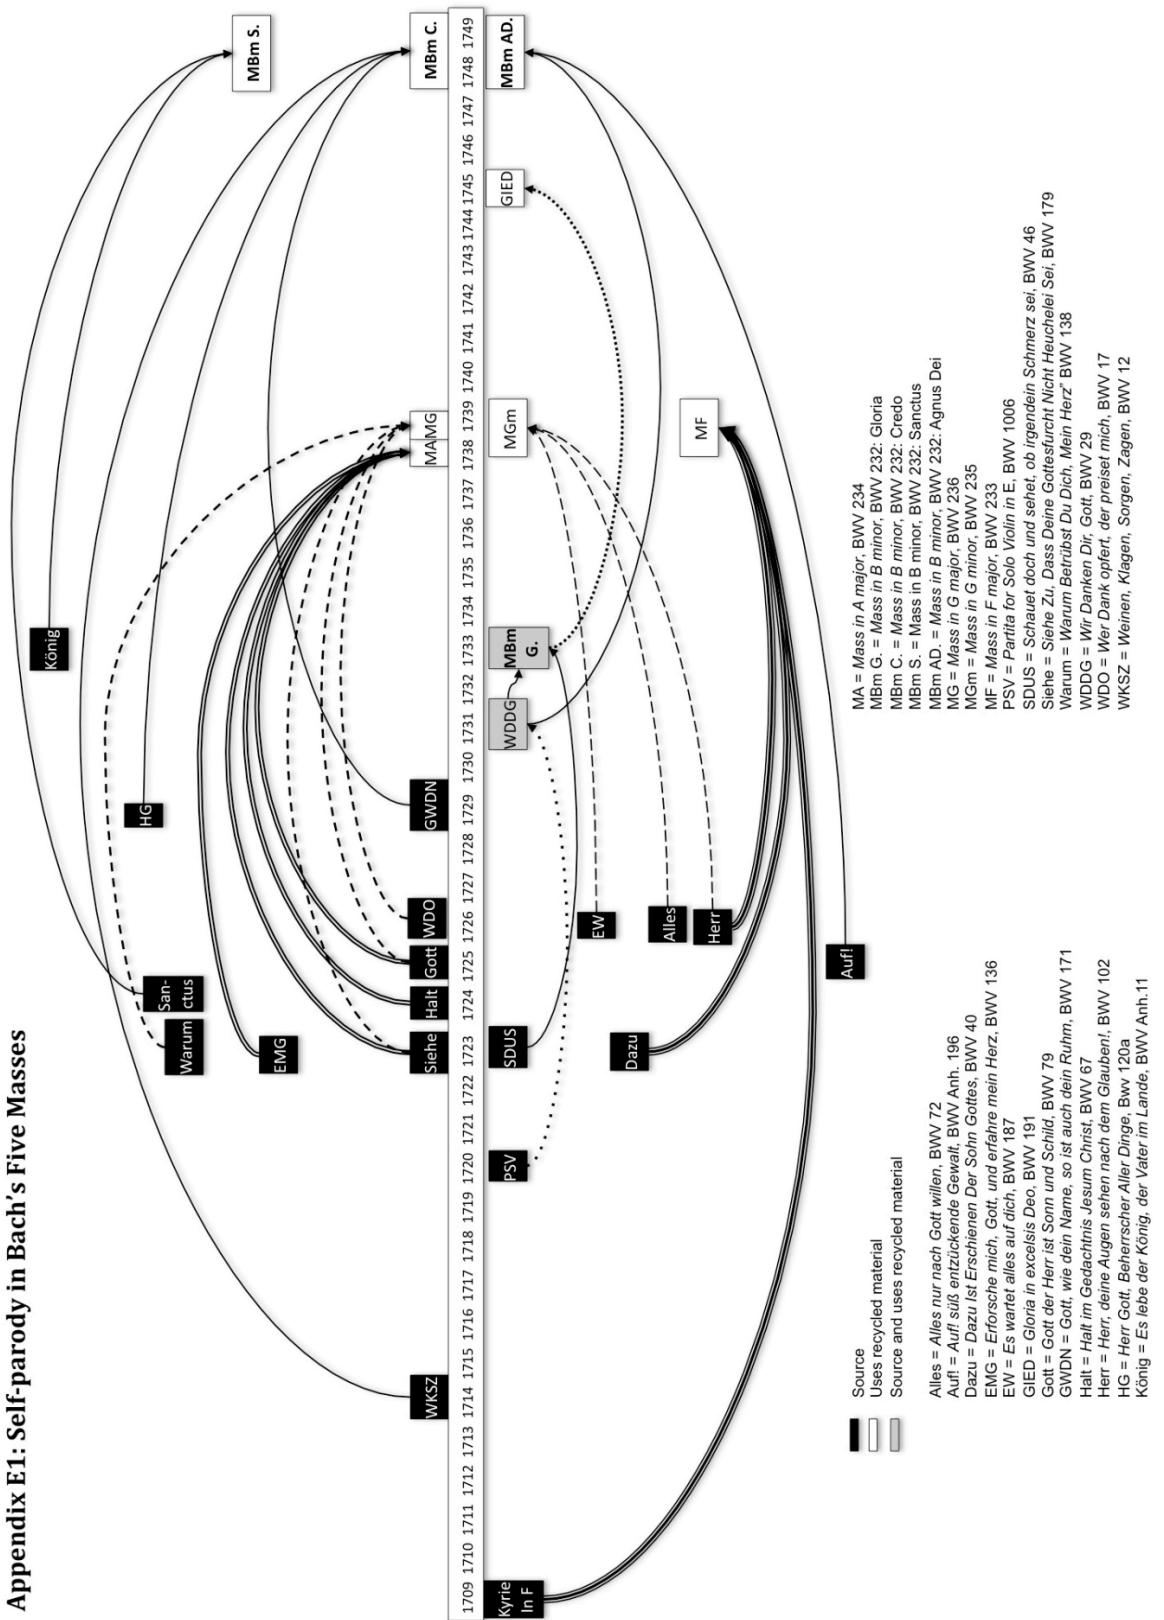 Appendix E1: Self-parody in Bach's Five Masses
König
MBm S.
San-
ctus
Warum
HG
EMG
WKSZ
Siehe
Halt
Gott
WDO
GWDN
MAMG
MBm C.
1709 1710 1711 1712 1713 1714 1715 1716 1717 1718 1719 1720 1721 1722 1723 1724 1725 1726 1727 1728 1729 1730 1731 1732 1733 1734 1735 1736 1737 1738 1739 1740 1741 1742 1743 1744 1745 1746 1747 1748 1749
Kyrie
In F
PSV
SDUS
WDDG
MBm
G.
MGm
GIED
MBm AD.
EW
Dazu
Alles
Herr
MF
Auf!
Source
Uses recycled material
Source and uses recycled material
Alles = Alles nur nach Gott willen, BWV 72
Auf! = Auf! süß entzückende Gewalt, BWV Anh. 196
Dazu = Dazu Ist Erschienen Der Sohn Gottes, BWV 40
EMG = Erforsche mich, Gott, und erfahre mein Herz, BWV 136
EW = Es wartet alles auf dich, BWV 187
GIED = Gloria in excelsis Deo, BWV 191
Gott = Gott der Herr ist Sonn und Schild, BWV 79
GWDN = Gott, wie dein Name, so ist auch dein Ruhm, BWV 171
Halt = Halt im Gedachtnis Jesum Christ, BWV 67
Herr = Herr, deine Augen sehen nach dem Glauben!, BWV 102
HG = Herr Gott, Beherrscher Aller Dinge, Bwv 120a
König = Es lebe der König, der Vater im Lande, BWV Anh.11
MA = Mass in A major, BWV 234
MBm G. = Mass in B minor, BWV 232: Gloria
MBm C. = Mass in B minor, BWV 232: Credo
MBm S. = Mass in B minor, BWV 232: Sanctus
MBm AD. = Mass in B minor, BWV 232: Agnus Dei
MG = Mass in G major, BWV 236
MGm = Mass in G minor, BWV 235
MF = Mass in F major, BWV 233
PSV = Partita for Solo Violin in E, BWV 1006
SDUS = Schauet doch und sehet, ob irgendein Schmerz sei, BWV 46
Siehe = Siehe Zu, Dass Deine Gottesfurcht Nicht Heuchelei Sei, BWV 179
Warum = Warum Betrübst Du Dich, Mein Herz" BWV 138
WDDG = Wir Danken Dir, Gott, BWV 29
WDO = Wer Dank opfert, der preiset mich, BWV 17
WKSZ = Weinen, Klagen, Sorgen, Zagen, BWV 12